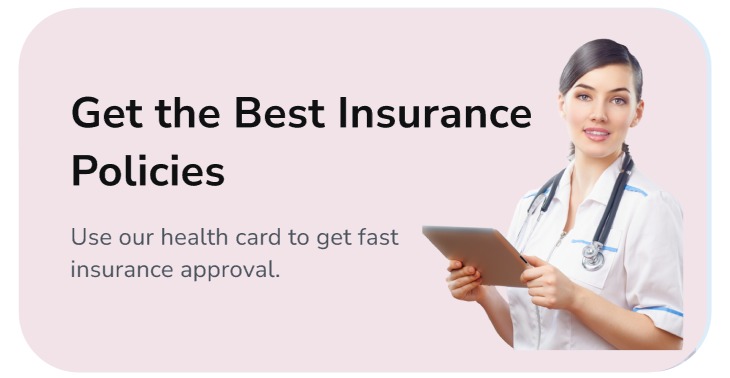 Get the Best Insurance
Policies
Use our health card to get fast
insurance approval.